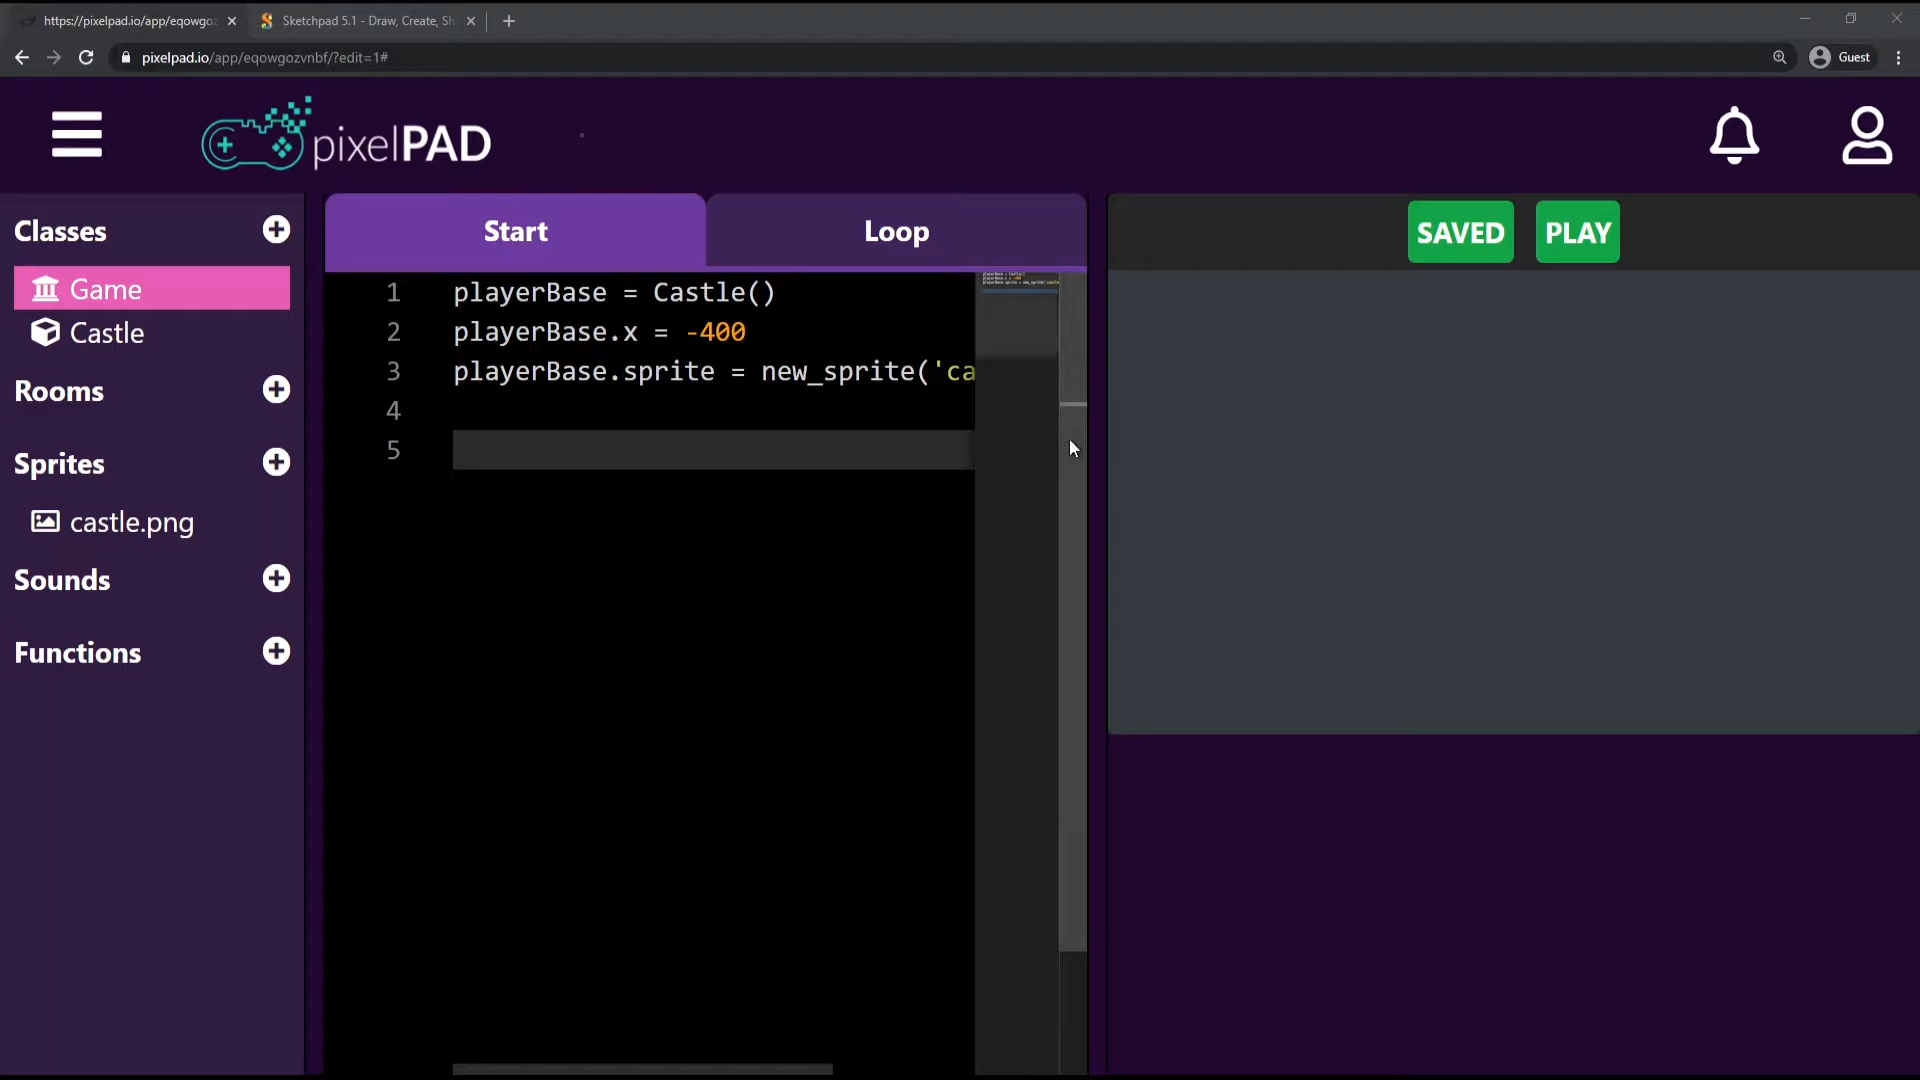 https://pixelpad.io/app/eqowgo
Sketchpad 5.1 - Draw, Create, Sh
pixelpad.io/app/eqowgozvnbf/?edit=1#
Guest
pixelPAD
Classes
Game
Castle
Rooms
Sprites
castle.png
Sounds
Functions
Start
Loop
1 playerBase = Castle()
2 playerBase.x = -400
3 playerBase.sprite = new_sprite('ca
4
5
SAVED
PLAY